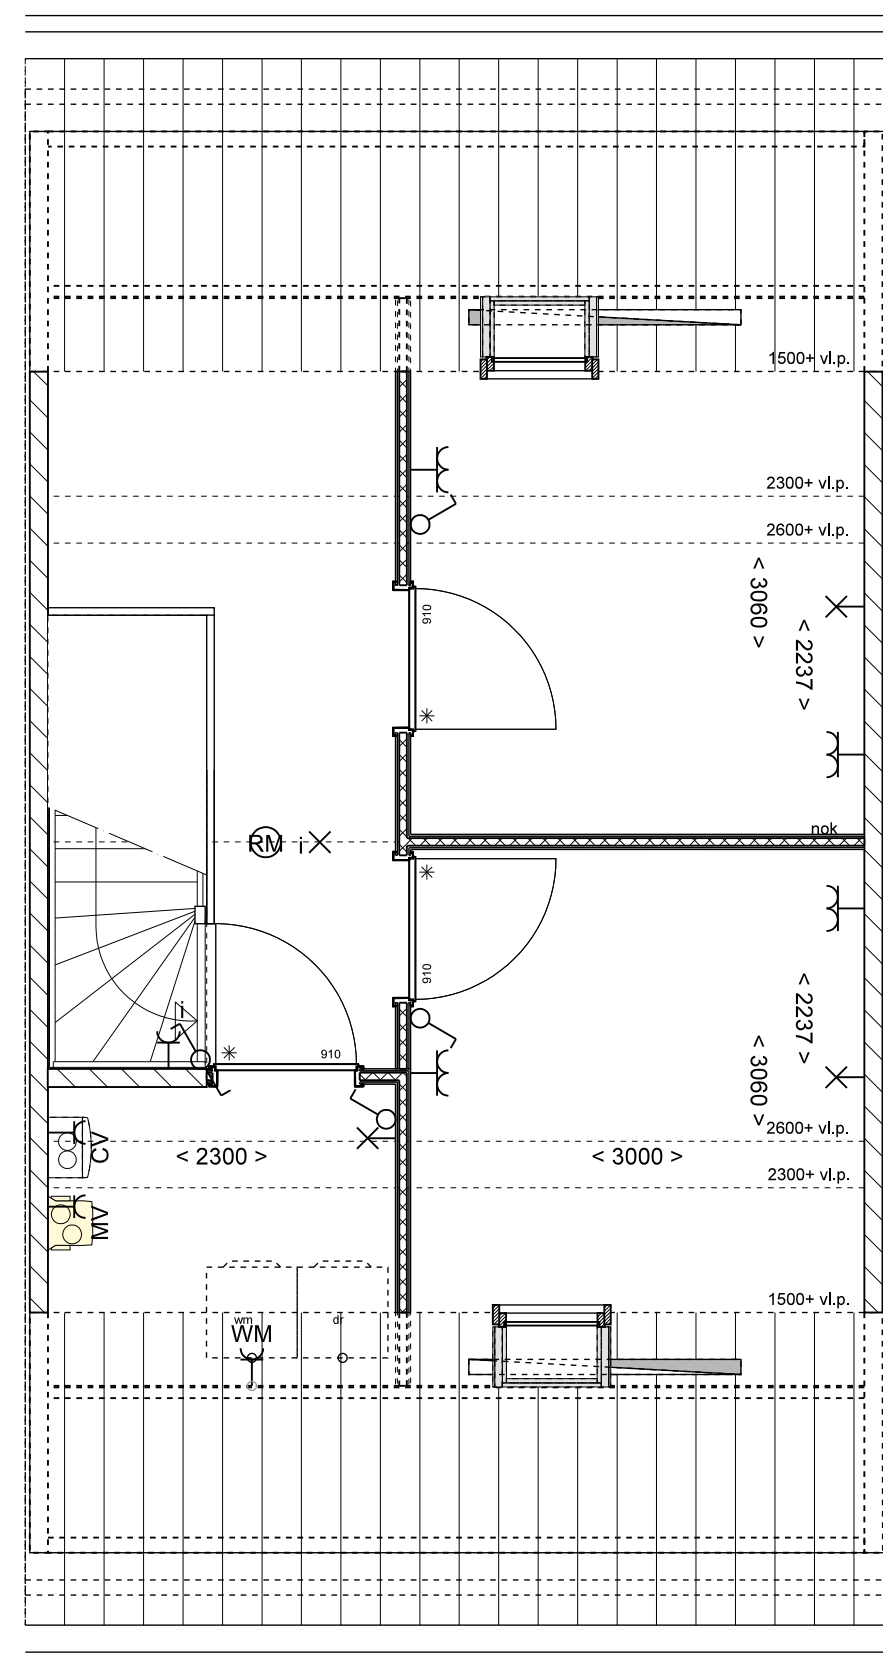 1500+ vl.p.
2300+ vl.p.
2600+ vl.p.
< 3060 >
910
< 2237 >
nok
RM i
910
< 2237 >
i
910
< 3060 >
2600+ vl.p.
CV
< 2300 >
< 3000 >
2300+ vl.p.
MV
1500+ vl.p.
wm
dr
WM